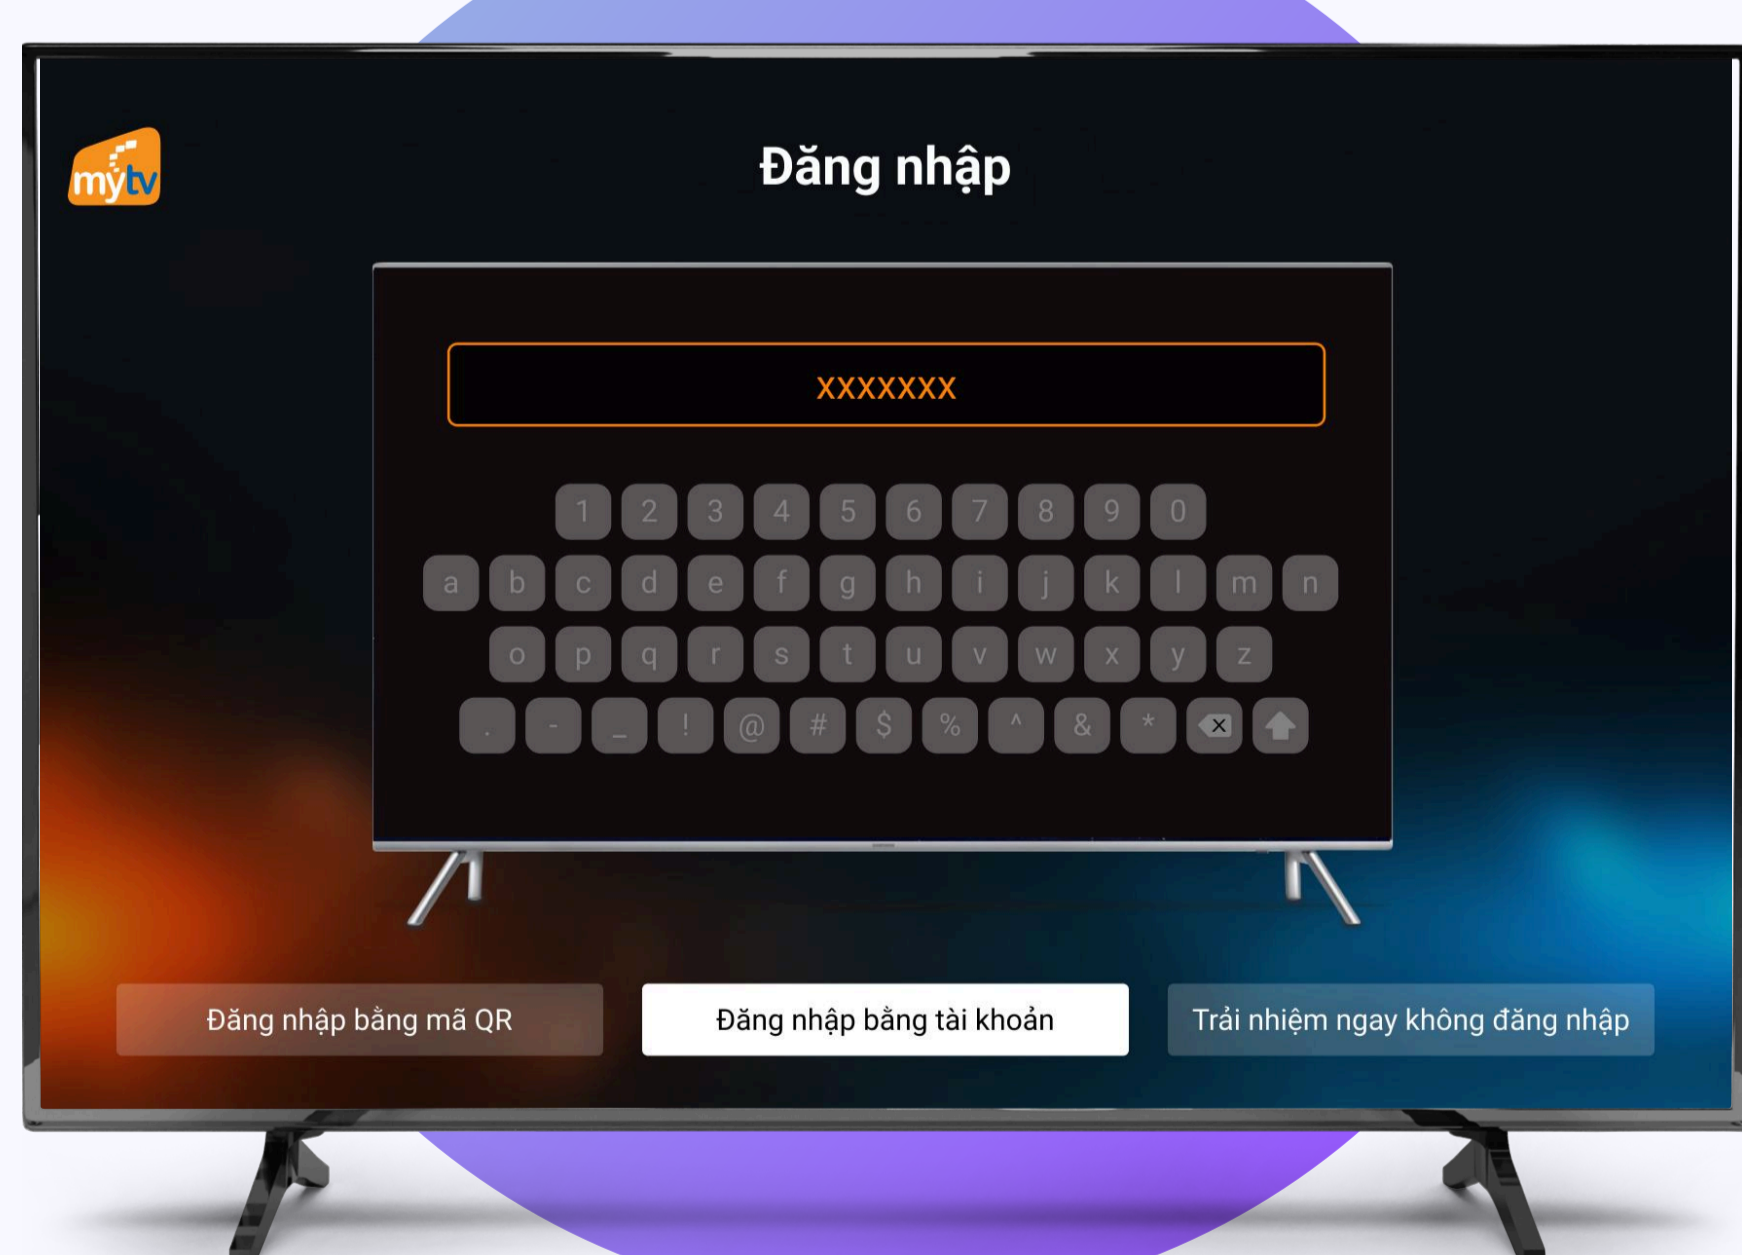 mytv
Đăng nhập
xxxxxxx
1 2 3 4 5 6 7 8 9 0
a b c d e f g h i j k l m n
o p q r s t u v w x y z
. - _ ! @ # $ % ^ & *
Đăng nhập bằng mã QR
Đăng nhập bằng tài khoản
Trải nhiệm ngay không đăng nhập